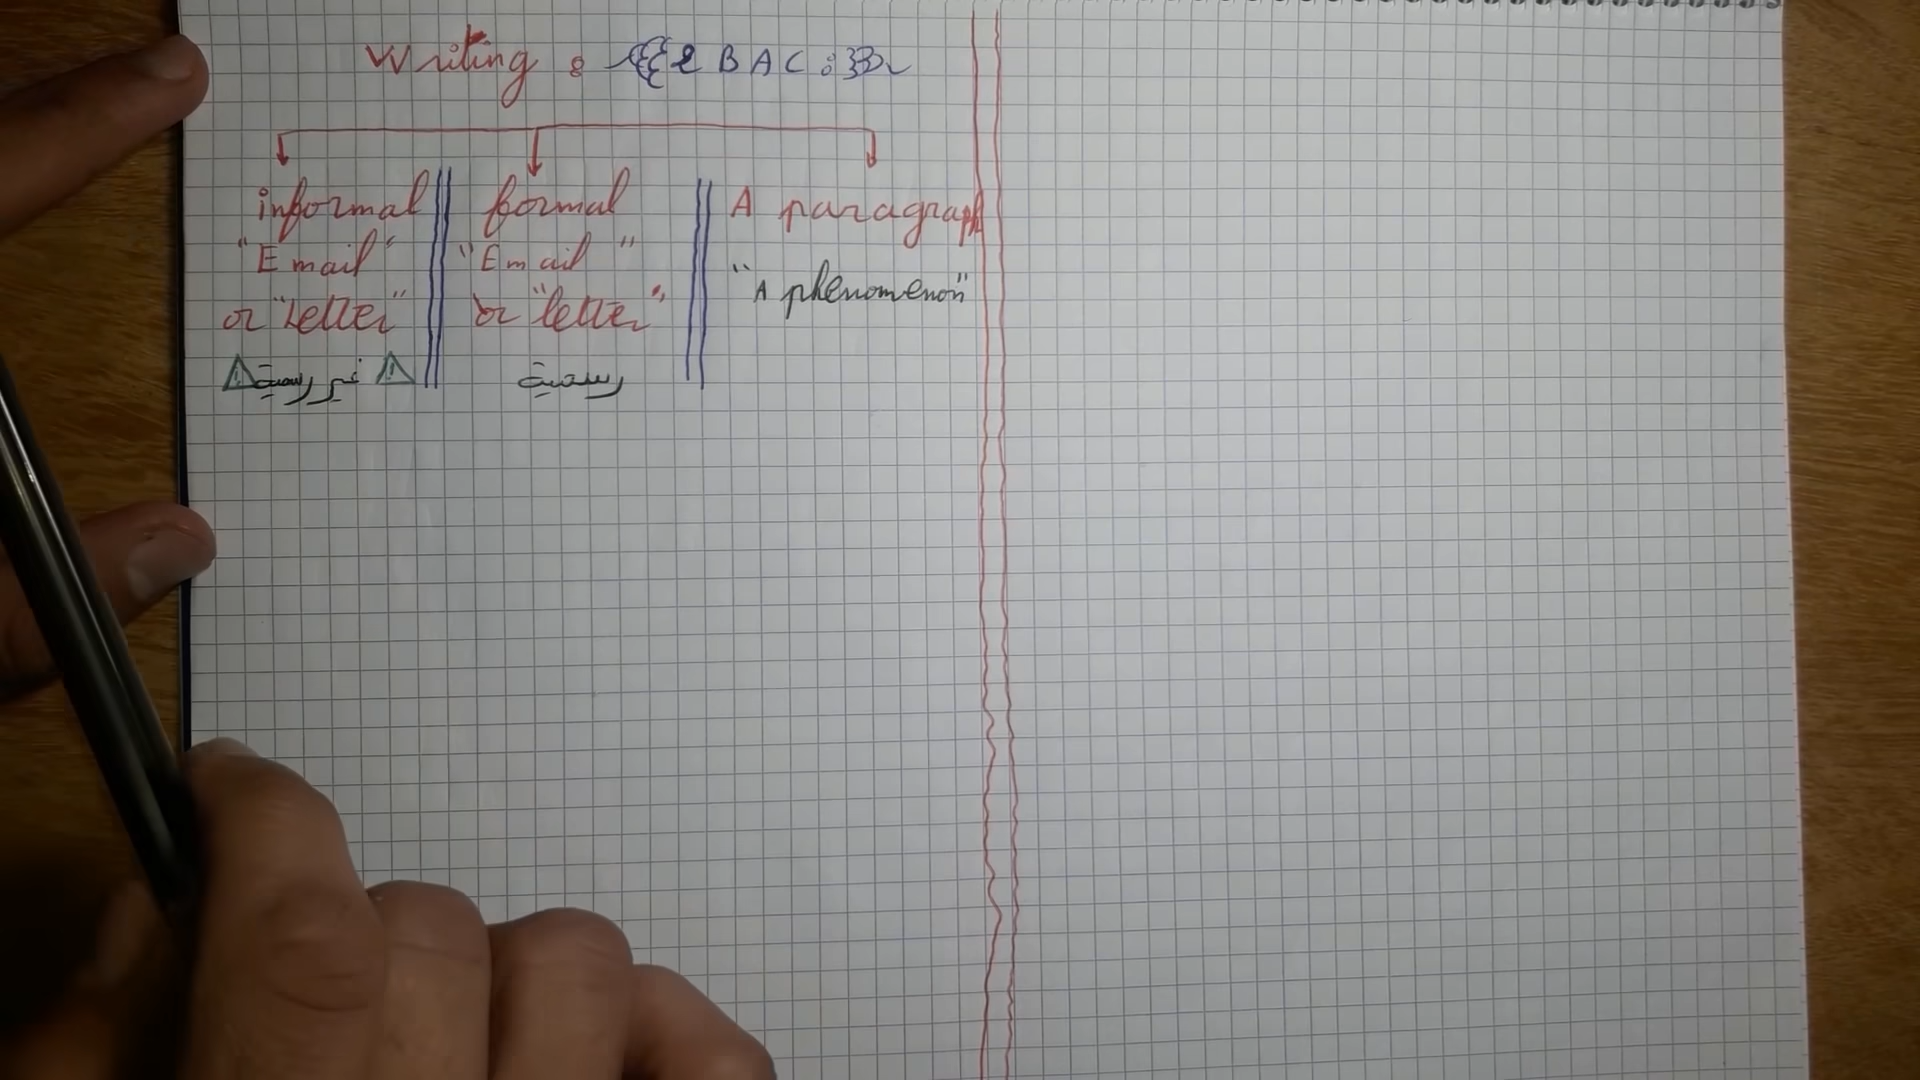 Writing : 2 BAC :
informal
"Email"
or "Letter"
غير رسمية
formal
"Email"
or "letter"
رسمية
A paragraph
"A phenomenon"